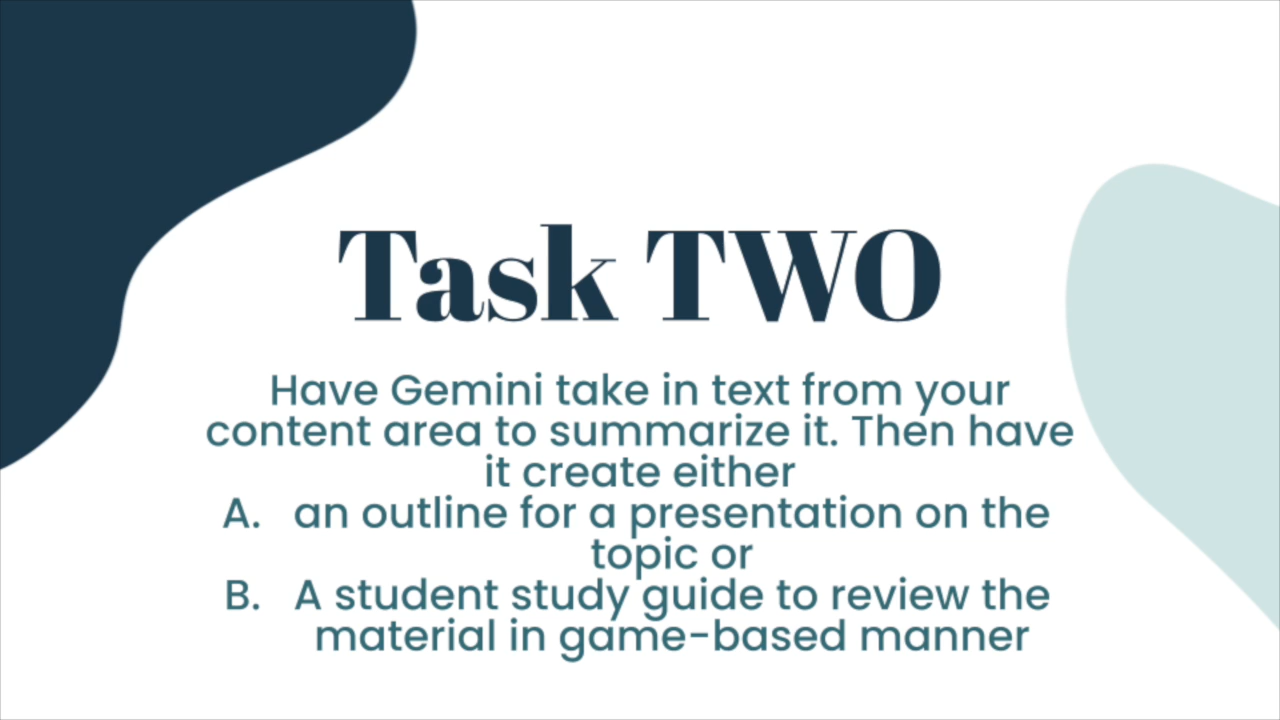 Task TWO
Have Gemini take in text from your
content area to summarize it. Then have
it create either
A. an outline for a presentation on the
topic or
B. A student study guide to review the
material in game-based manner